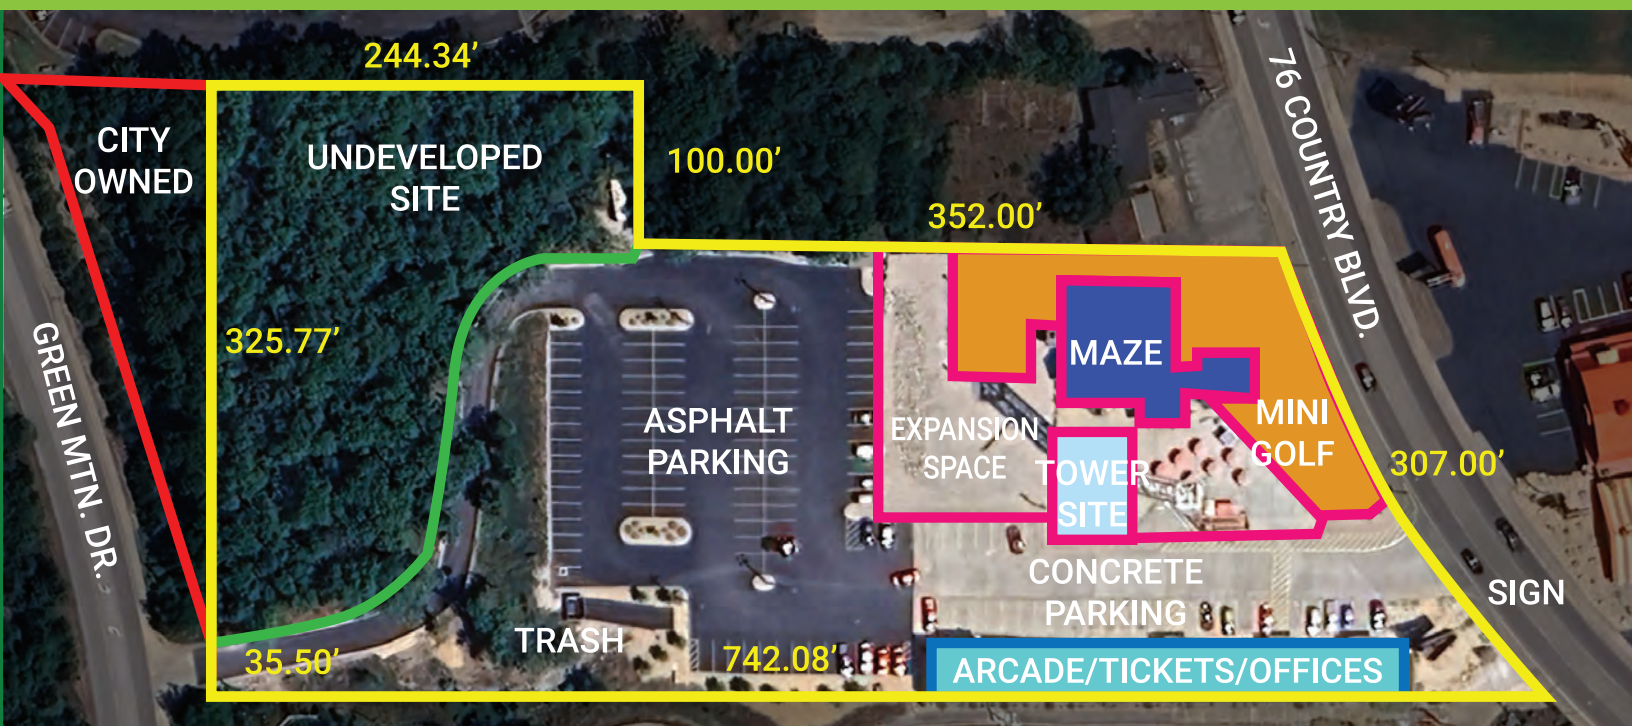 244.34’
CITY
OWNED
UNDEVELOPED
SITE
100.00’
352.00’
76 COUNTRY BLVD.
GREEN MTN. DR.
325.77’
ASPHALT
PARKING
EXPANSION
SPACE
MAZE
TOWER
SITE
MINI
GOLF
307.00’
CONCRETE
PARKING
SIGN
TRASH
35.50’
742.08’
ARCADE/TICKETS/OFFICES